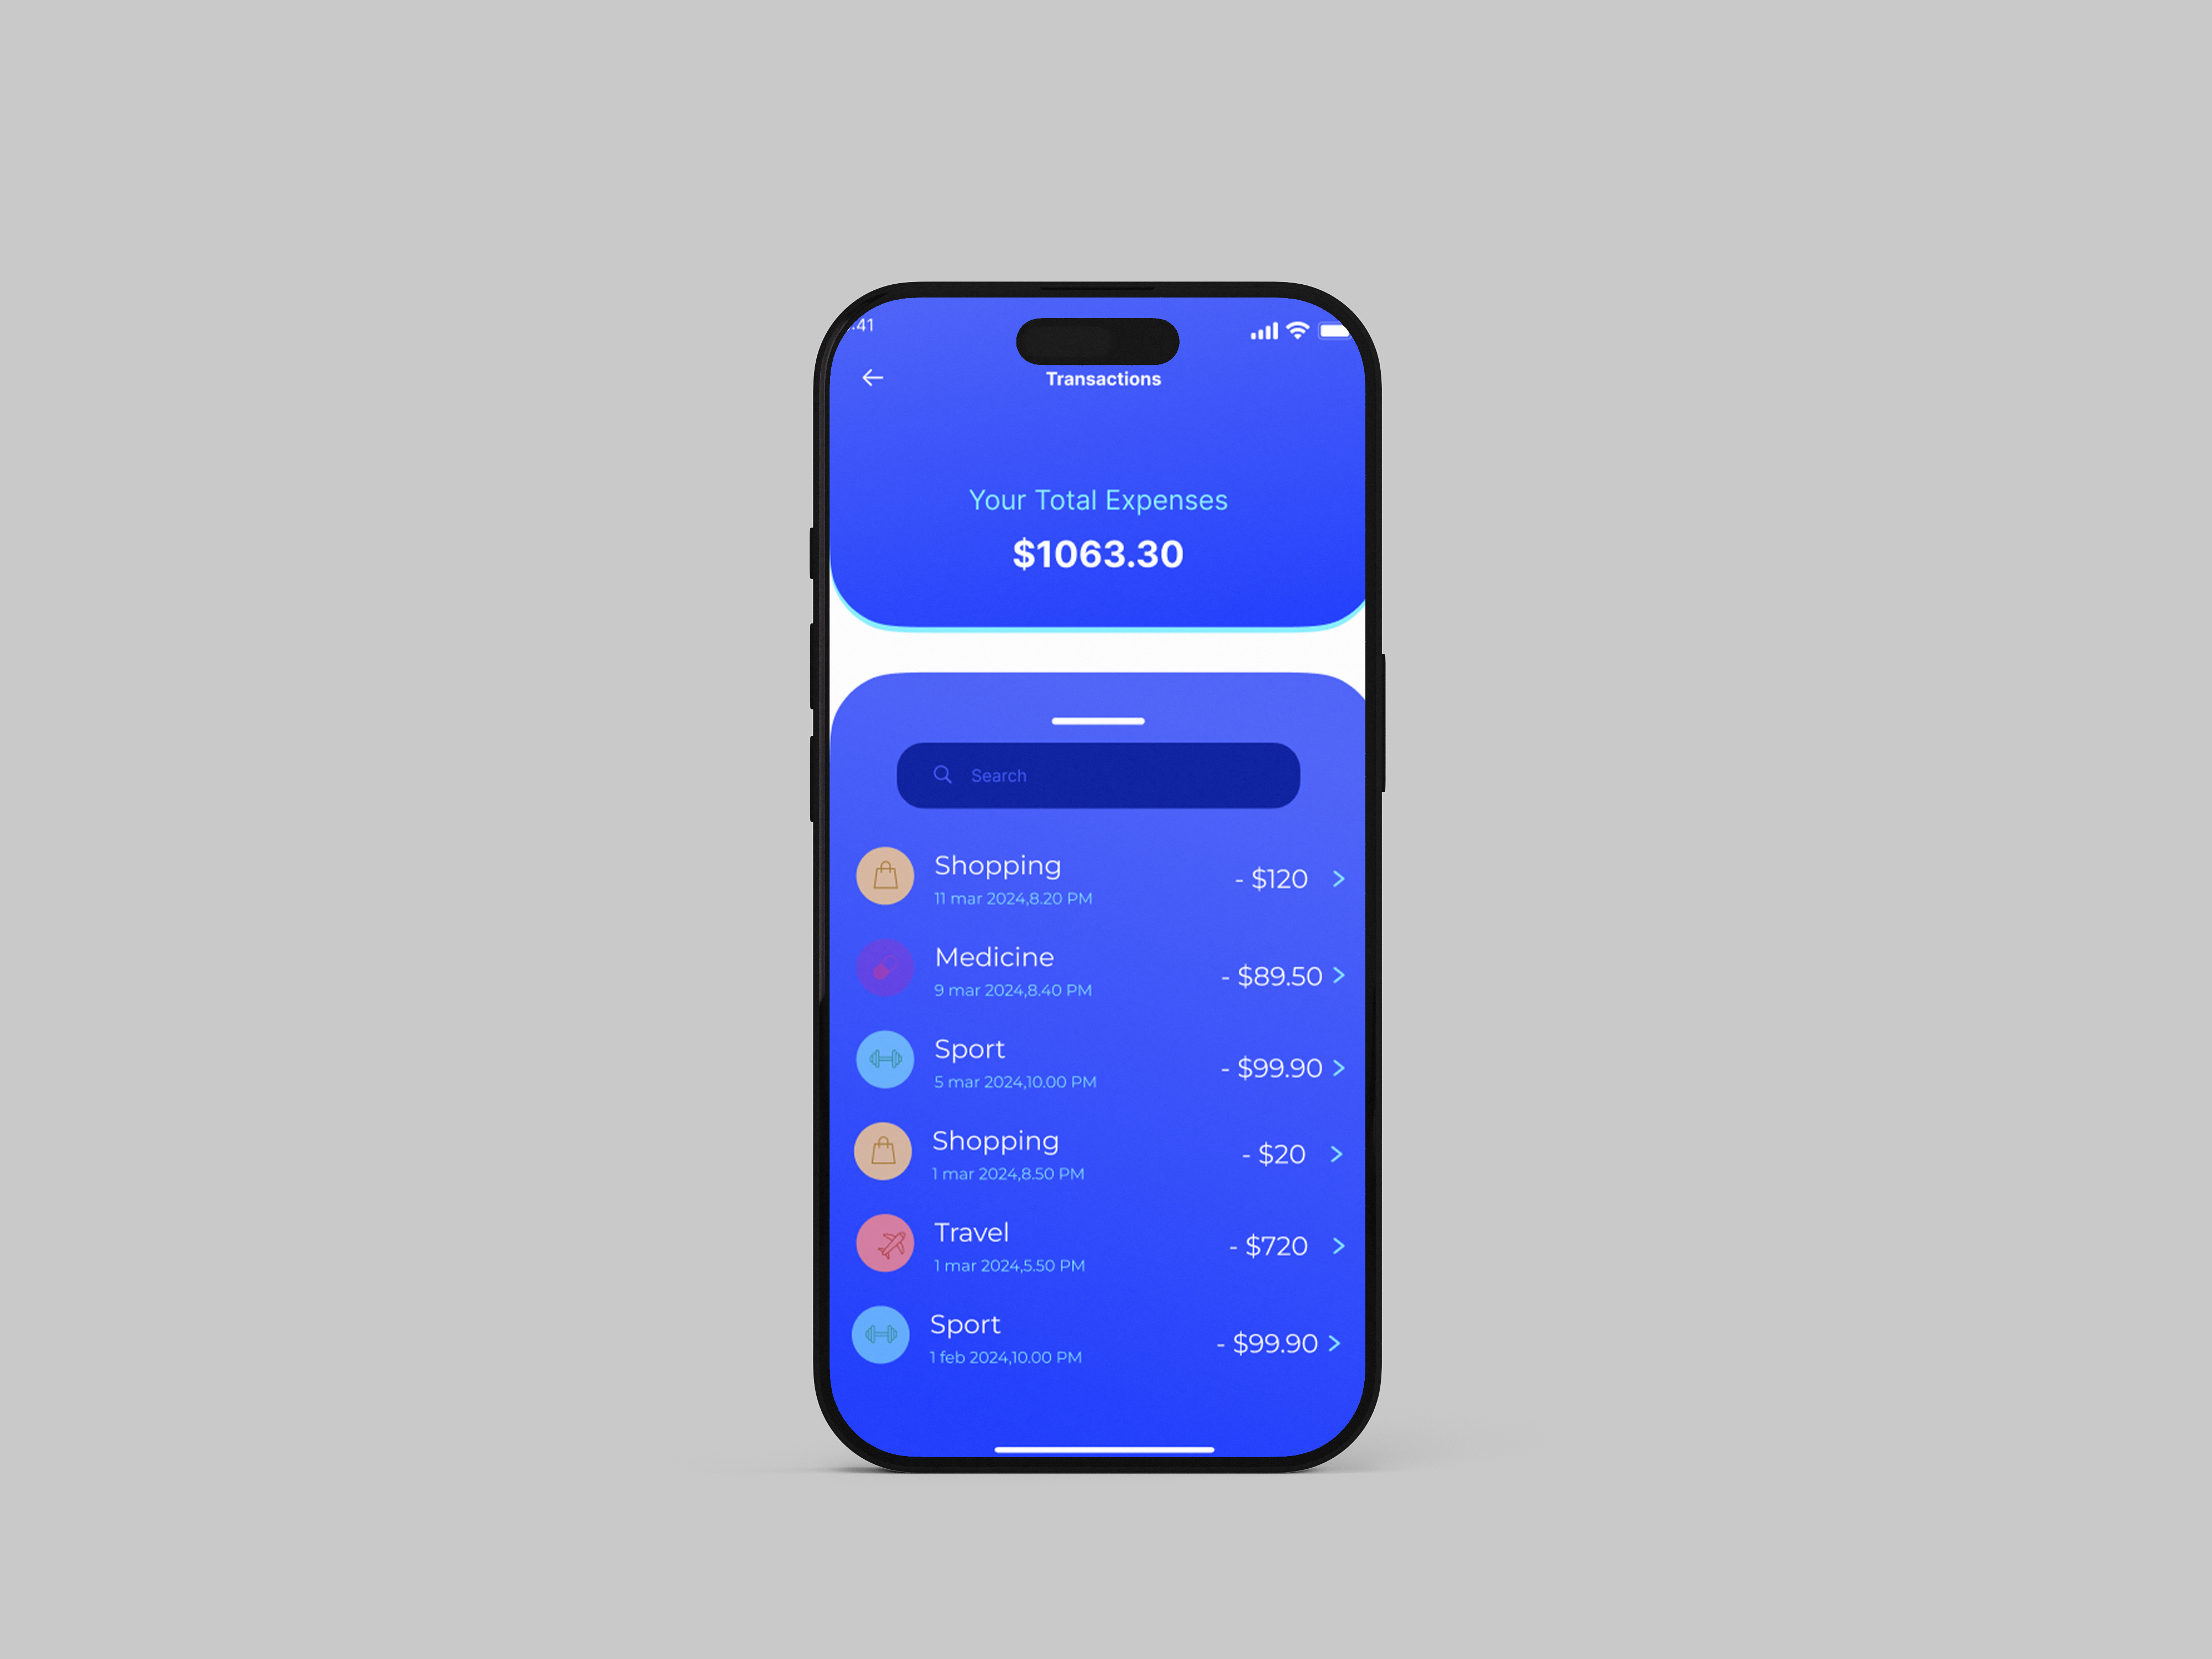 :41
Transactions
Your Total Expenses
$1063.30
Search
Shopping
- $120
11 mar 2024,8.20 PM
Medicine
- $89.50
9 mar 2024,8.40 PM
Sport
- $99.90
5 mar 2024,10.00 PM
Shopping
- $20
1 mar 2024,8.50 PM
Travel
- $720
1 mar 2024,5.50 PM
Sport
- $99.90
1 feb 2024,10.00 PM